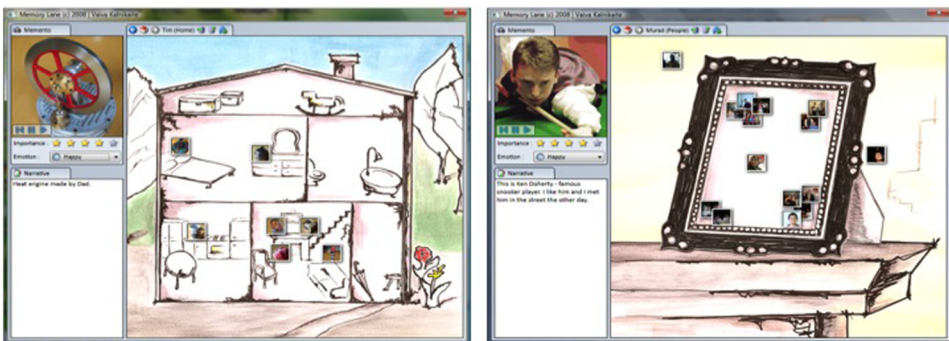 Memory Lane (c) 2008 | Vaiva Kalnikaite
Memento
Tim (Home)
Importance :
Emotion :
Happy
Narrative
Heat engine made by Dad.
Memory Lane (c) 2008 | Vaiva Kalnikaite
Memento
Murad (People)
Importance :
Emotion :
Happy
Narrative
This is Ken Doherty - famous
snooker player. I like him and I met
him in the street the other day.